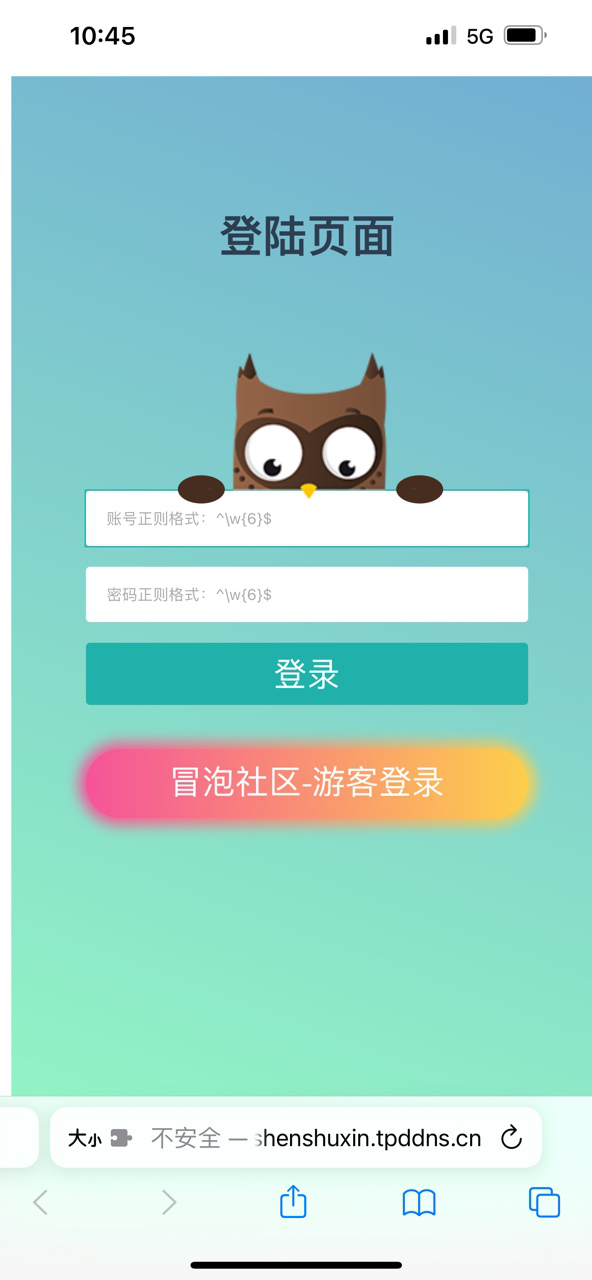 10:45 5G
登陆页面
账号正则格式：^\w{6}$
密码正则格式：^\w{6}$
登录
冒泡社区-游客登录
大小 不安全 — shenshuxin.tpddns.cn